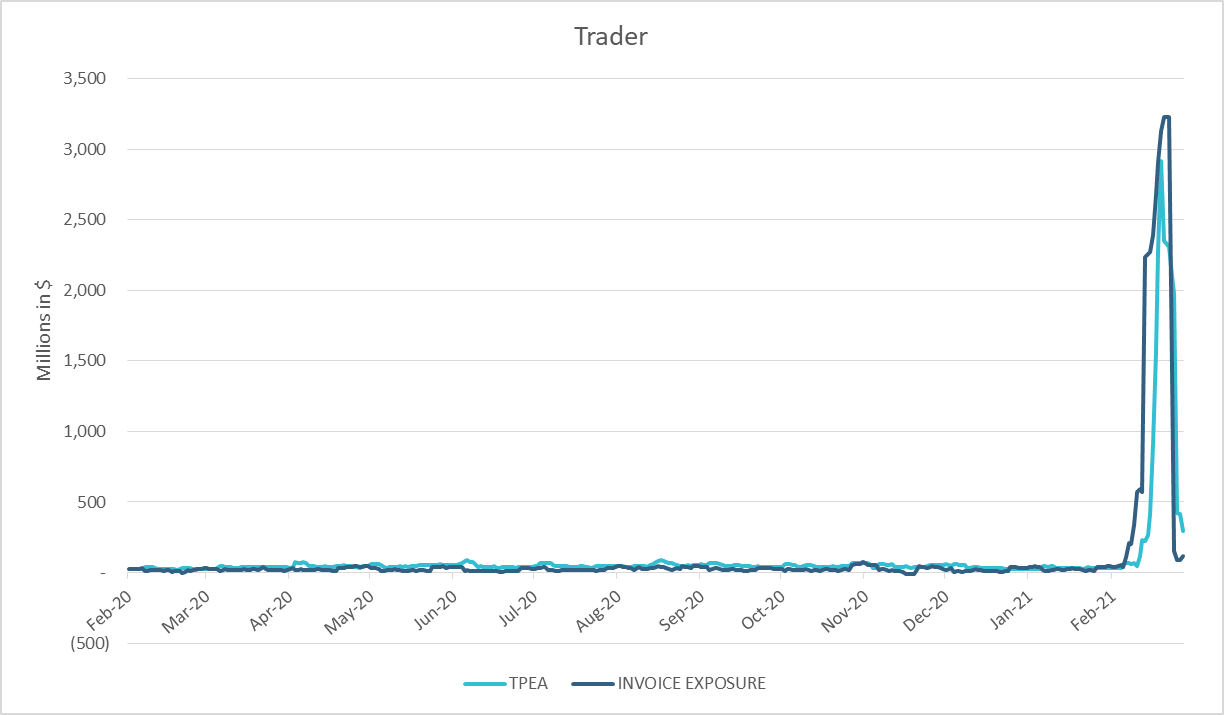 Trader
3,500
3,000
2,500
2,000
1,500
1,000
500
-
(500)
Millions in $
Feb-20 Mar-20 Apr-20 May-20 Jun-20 Jul-20 Aug-20 Sep-20 Oct-20 Nov-20 Dec-20 Jan-21 Feb-21
TPEA INVOICE EXPOSURE